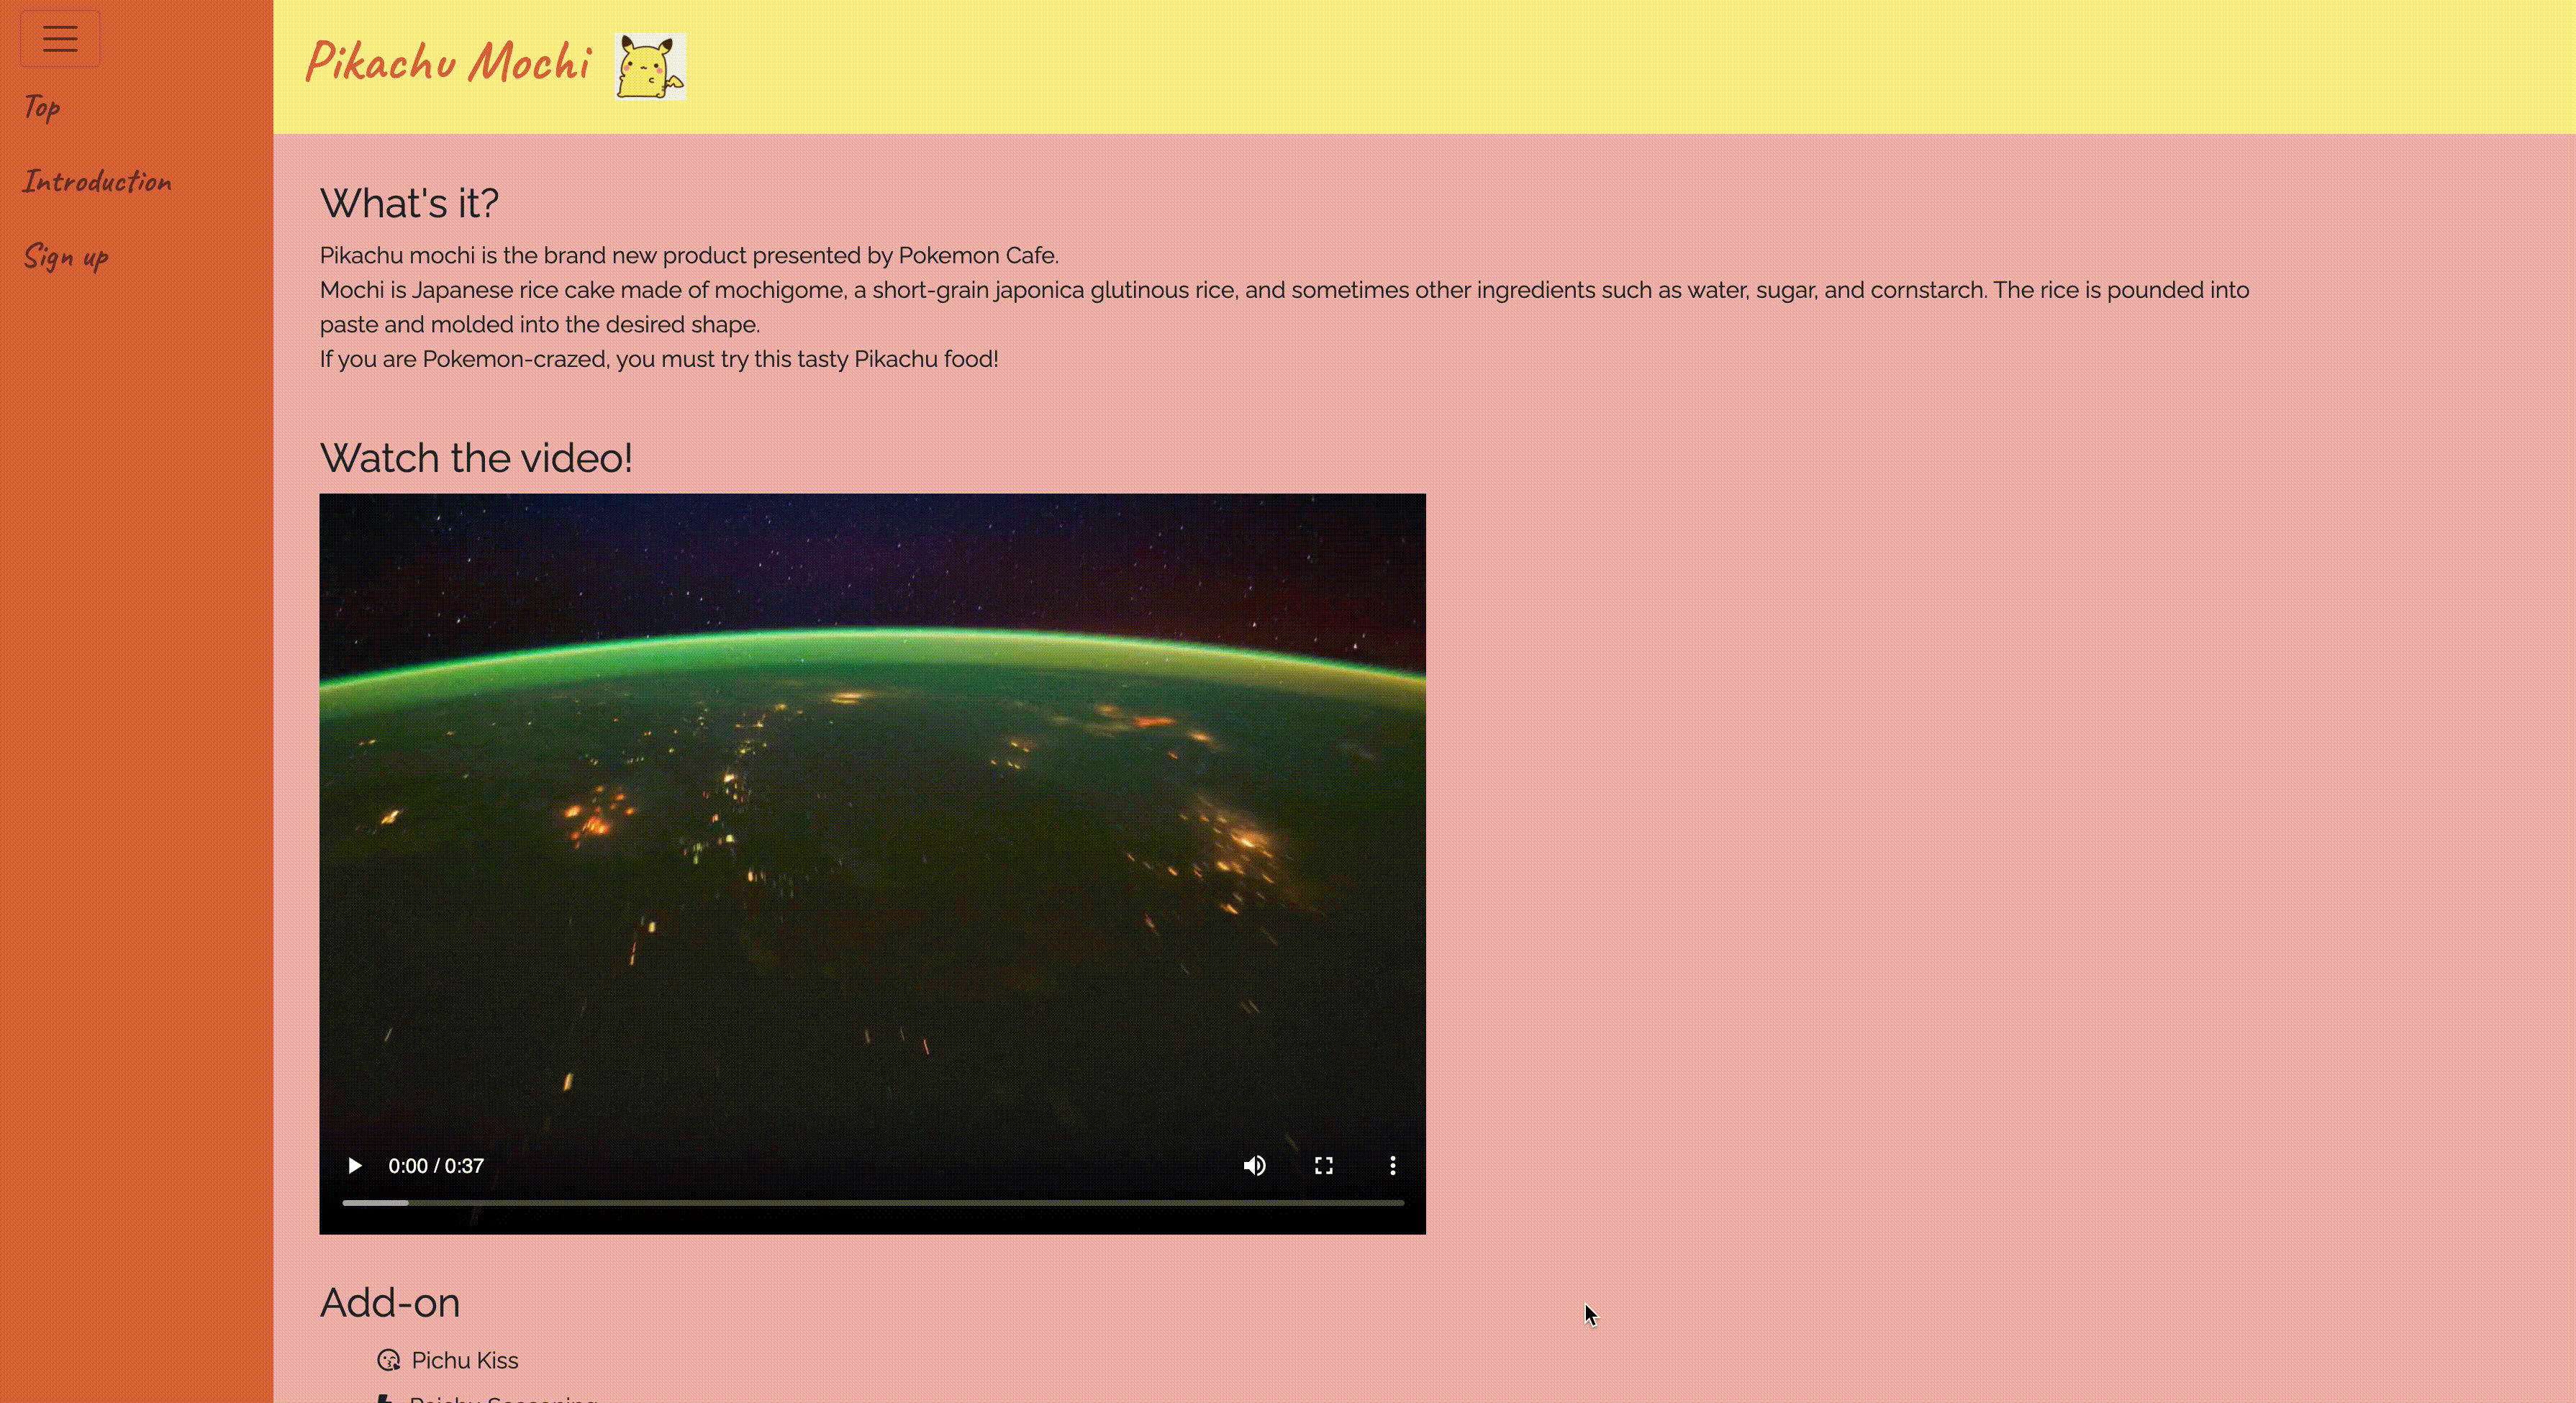 Top
Introduction
Sign up
Pikachu Mochi
What's it?
Pikachu mochi is the brand new product presented by Pokemon Cafe.
Mochi is Japanese rice cake made of mochigome, a short-grain japonica glutinous rice, and sometimes other ingredients such as water, sugar, and cornstarch. The rice is pounded into
paste and molded into the desired shape.
If you are Pokemon-crazed, you must try this tasty Pikachu food!
Watch the video!
0:00 / 0:37
Add-on
Pichu Kiss